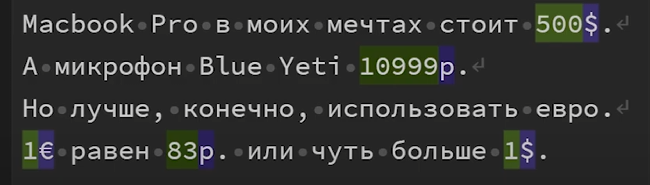 Macbook Pro в моих мечтах стоит 500$.
А микрофон Blue Yeti 10999р.
Но лучше, конечно, использовать евро.
1€ равен 83р. или чуть больше 1$.